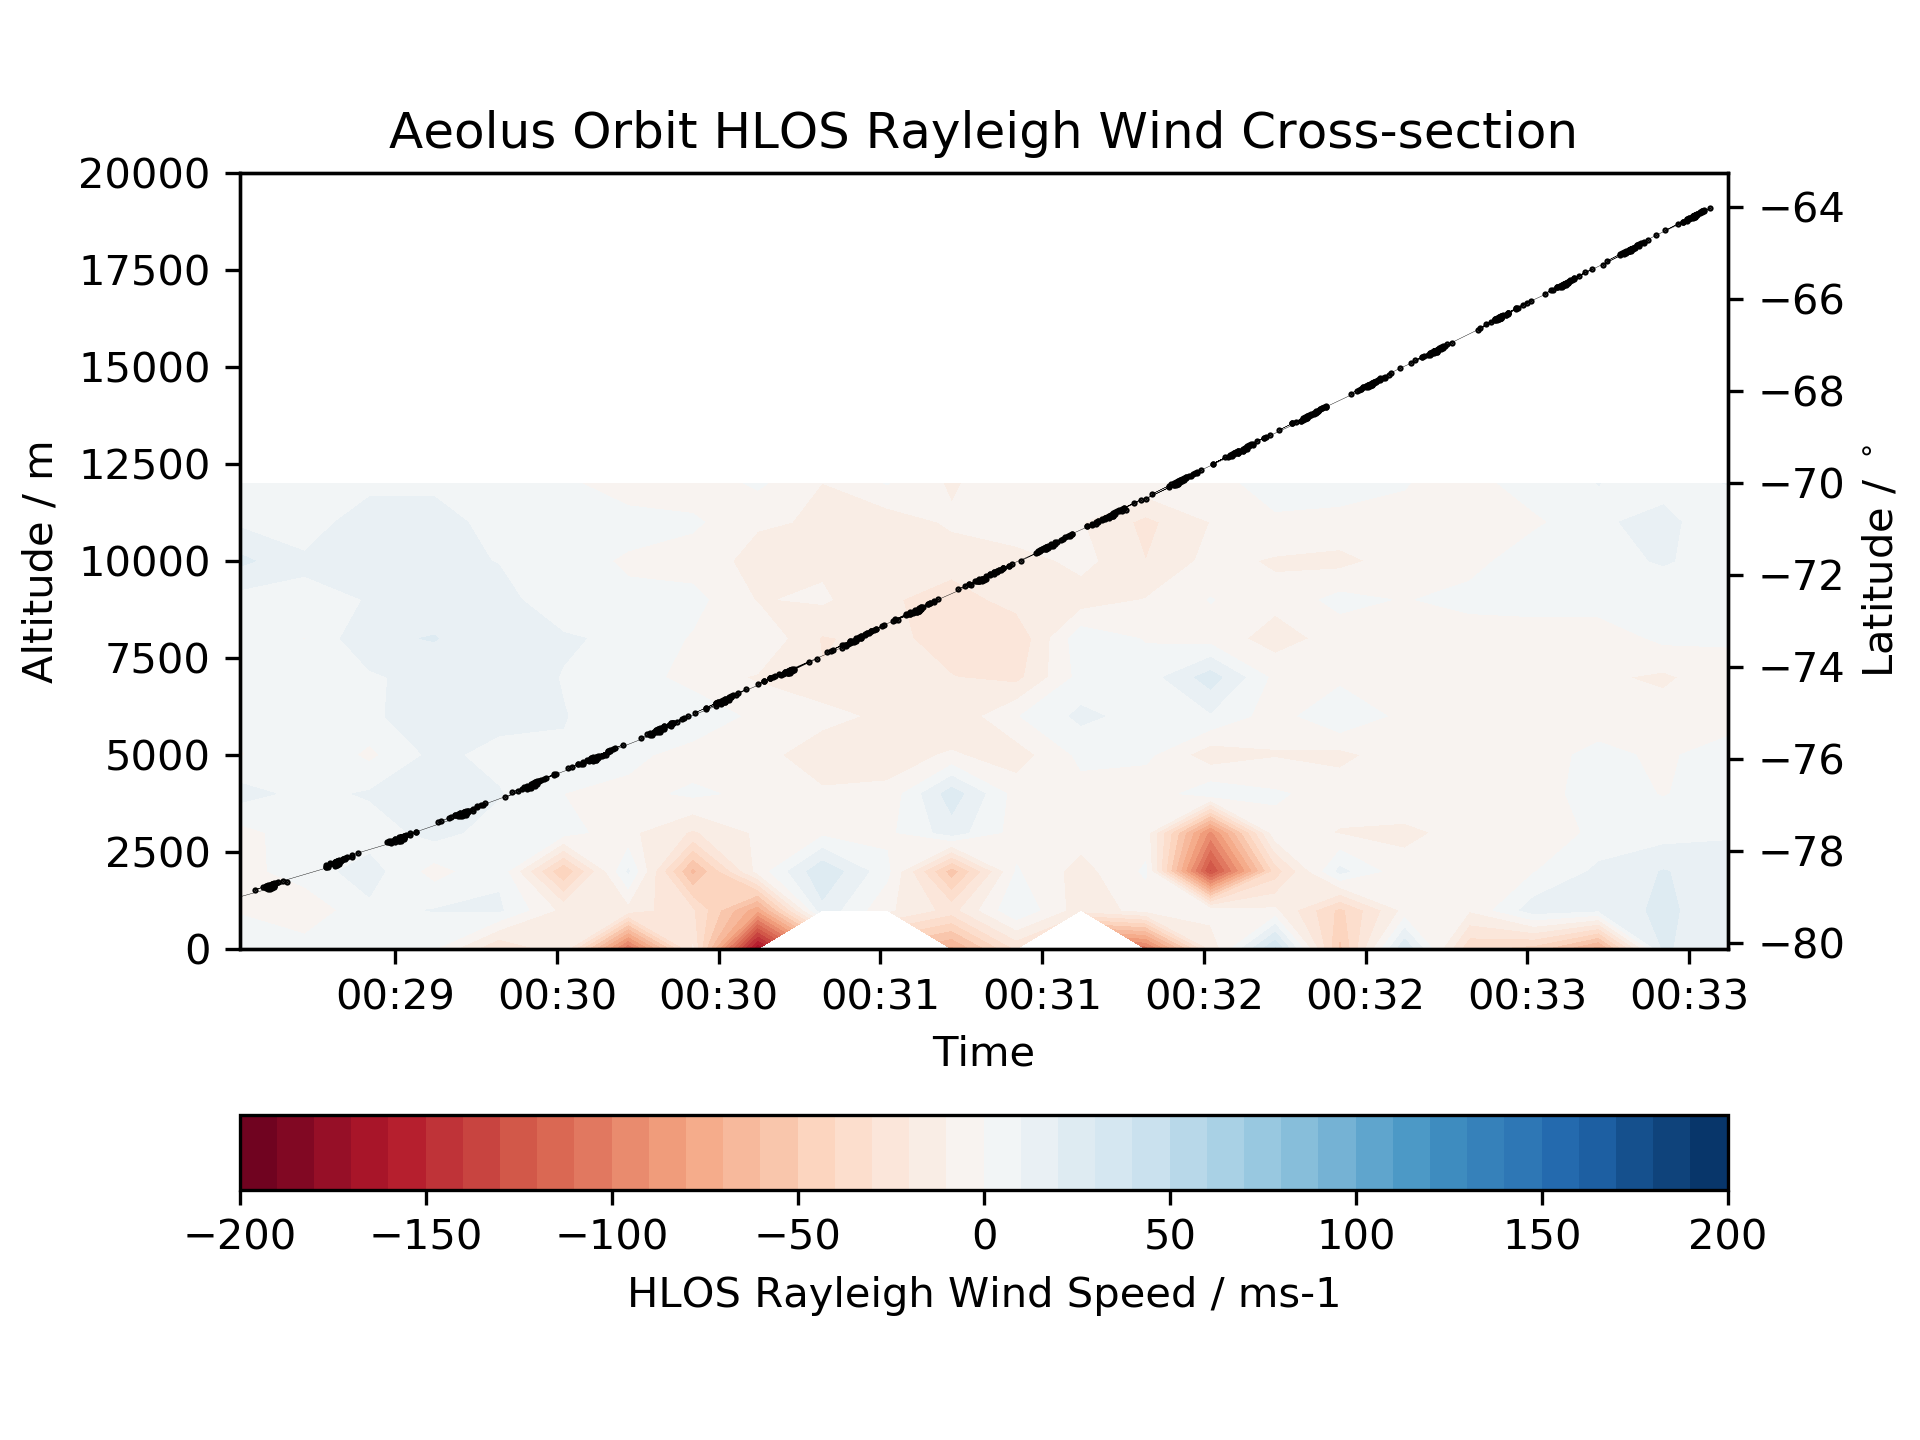 Aeolus Orbit HLOS Rayleigh Wind Cross-section
20000
17500
15000
12500
10000
7500
5000
2500
0
Altitude / m
−64
−66
−68
−70
−72
−74
−76
−78
−80
Latitude / °
00:29 00:30 00:30 00:31 00:31 00:32 00:32 00:33 00:33
Time
−200 −150 −100 −50 0 50 100 150 200
HLOS Rayleigh Wind Speed / ms-1